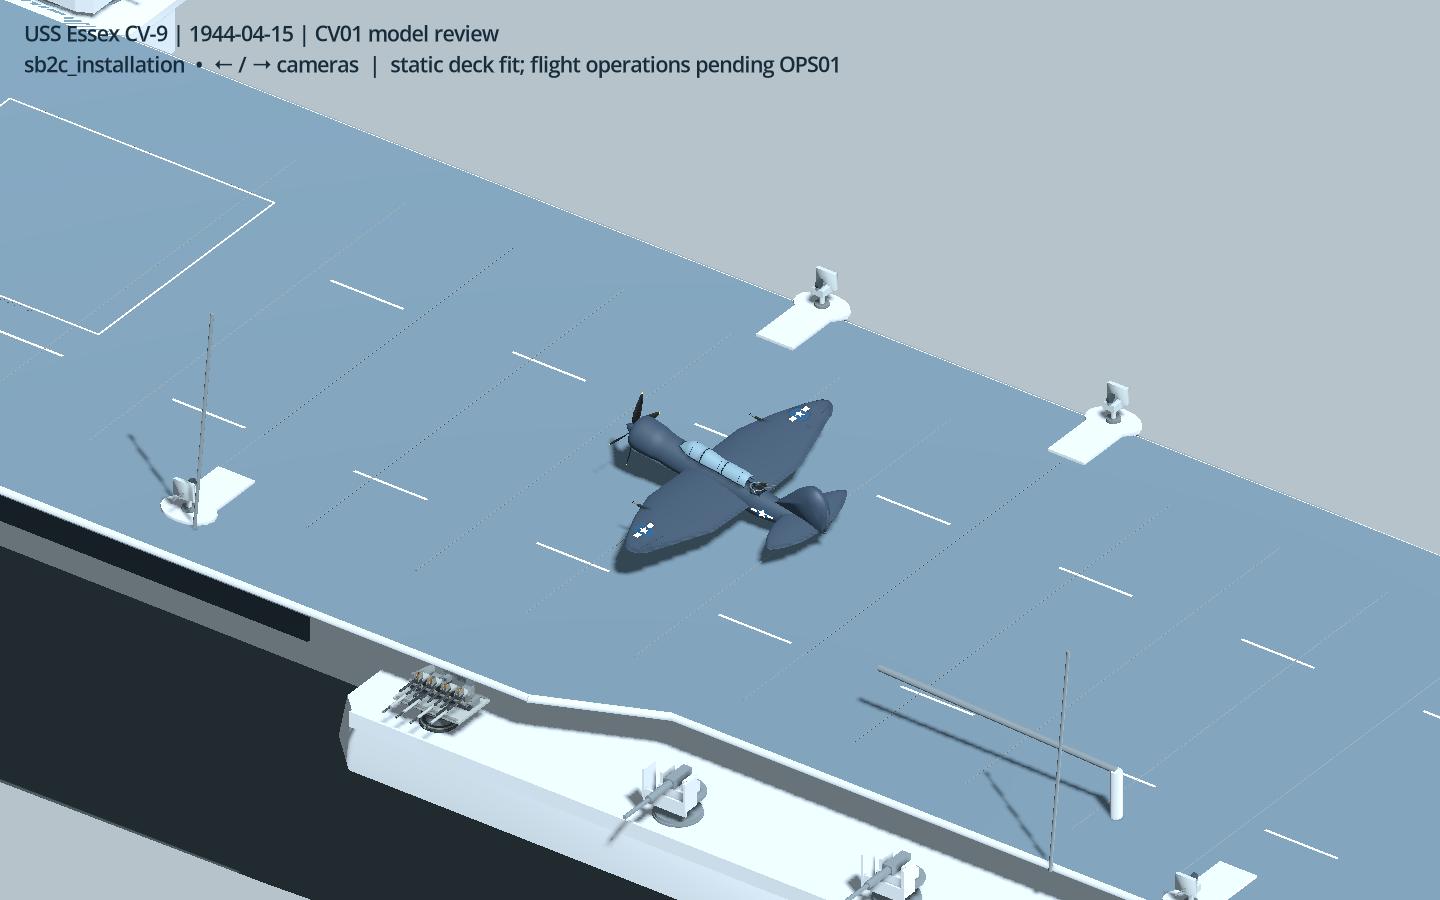 USS Essex CV-9 | 1944-04-15 | CV01 model review
sb2c_installation • ← / → cameras | static deck fit; flight operations pending OPS01